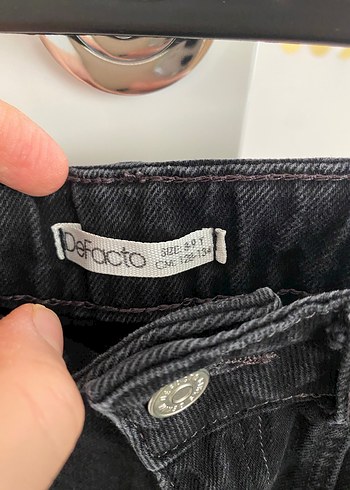 DeFacto
SIZE: 8-9 Y
CM: 128-134